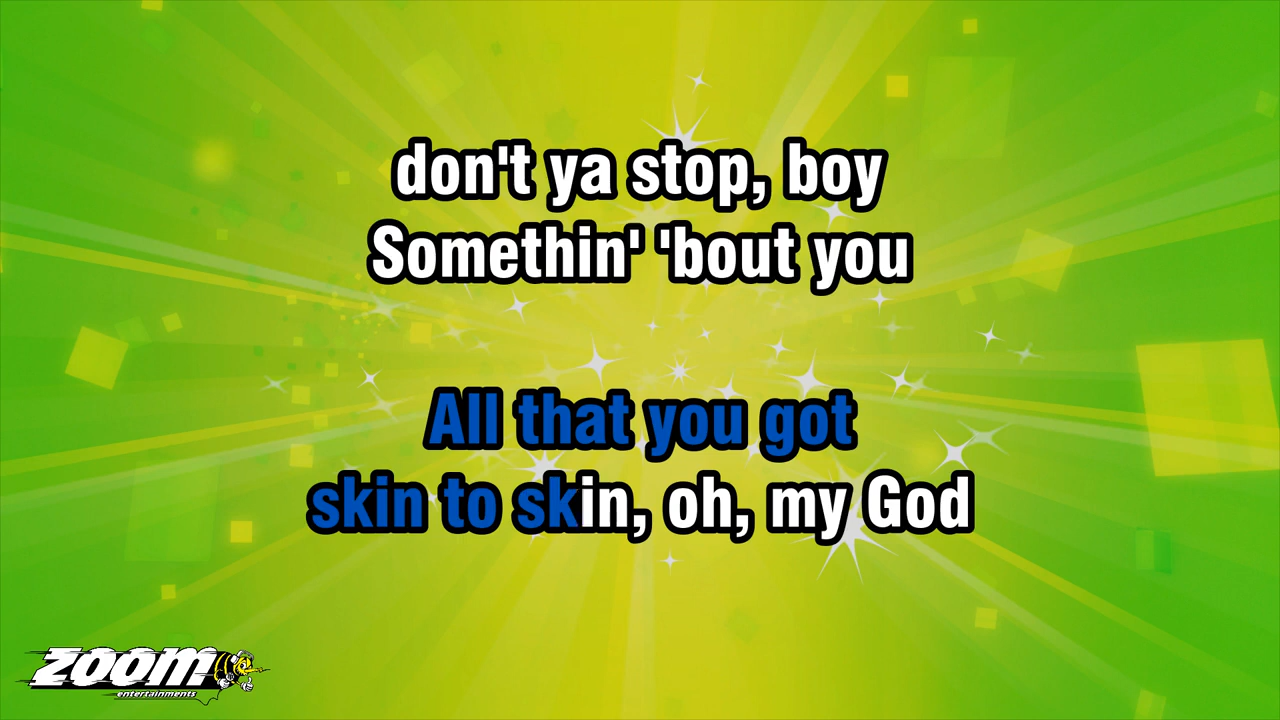 don't ya stop, boy
Somethin' 'bout you
All that you got
skin to skin, oh, my God
ZOOM
entertainments